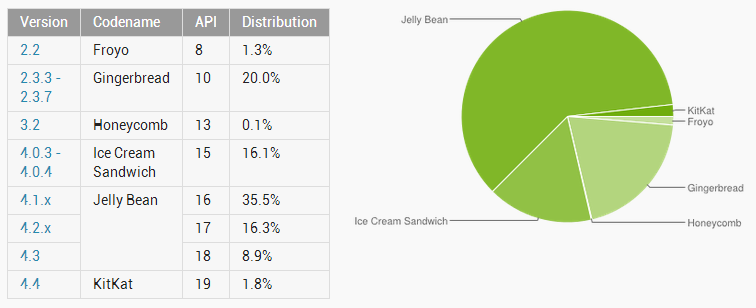 Version Codename API Distribution
2.2 Froyo 8 1.3%
2.3.3 - Gingerbread 10 20.0%
2.3.7
3.2 Honeycomb 13 0.1%
4.0.3 - Ice Cream 15 16.1%
4.0.4 Sandwich
4.1.x Jelly Bean 16 35.5%
4.2.x 17 16.3%
4.3 18 8.9%
4.4 KitKat 19 1.8%
Jelly Bean
KitKat
Froyo
Gingerbread
Ice Cream Sandwich
Honeycomb